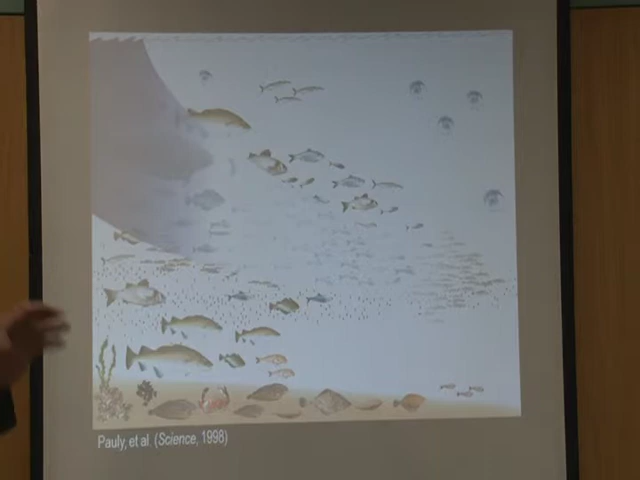 Pauly, et al. (Science, 1998)